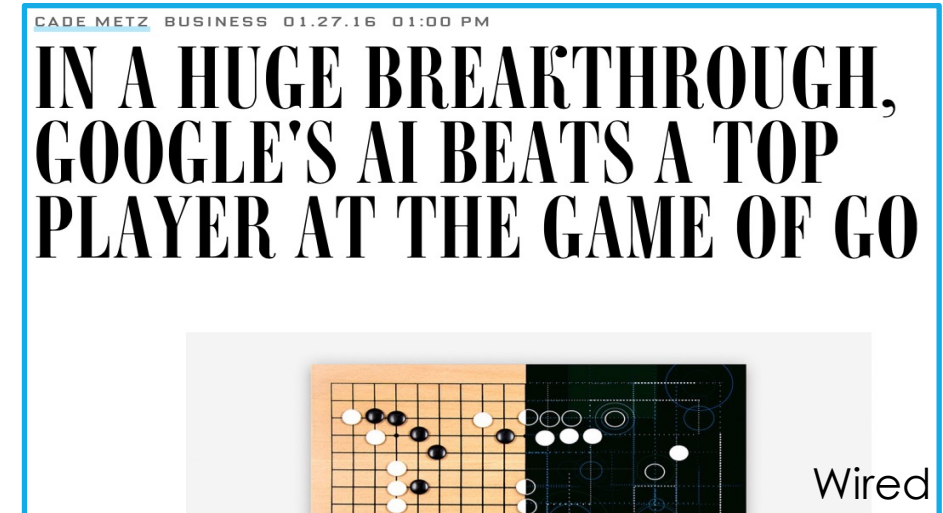 CADE METZ BUSINESS 01.27.16 01:00 PM
IN A HUGE BREAKTHROUGH,
GOOGLE'S AI BEATS A TOP
PLAYER AT THE GAME OF GO
Wired